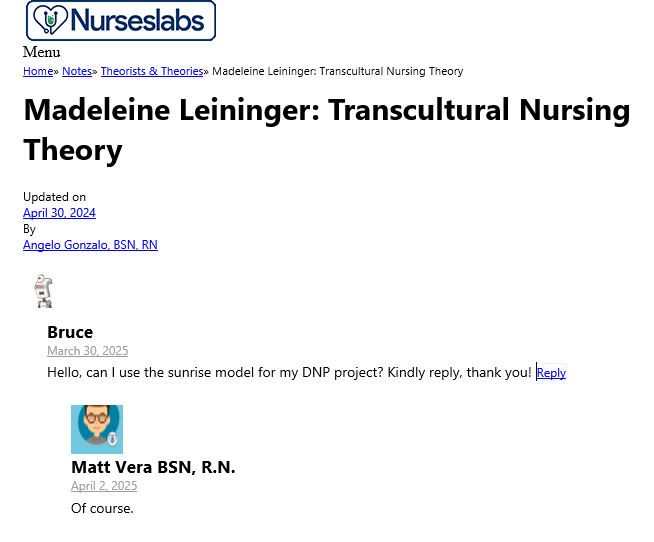 Nurseslabs
Menu
Home» Notes» Theorists & Theories» Madeleine Leininger: Transcultural Nursing Theory
Madeleine Leininger: Transcultural Nursing
Theory
Updated on
April 30, 2024
By
Angelo Gonzalo, BSN, RN
Bruce
March 30, 2025
Hello, can I use the sunrise model for my DNP project? Kindly reply, thank you! Reply
Matt Vera BSN, R.N.
April 2, 2025
Of course.